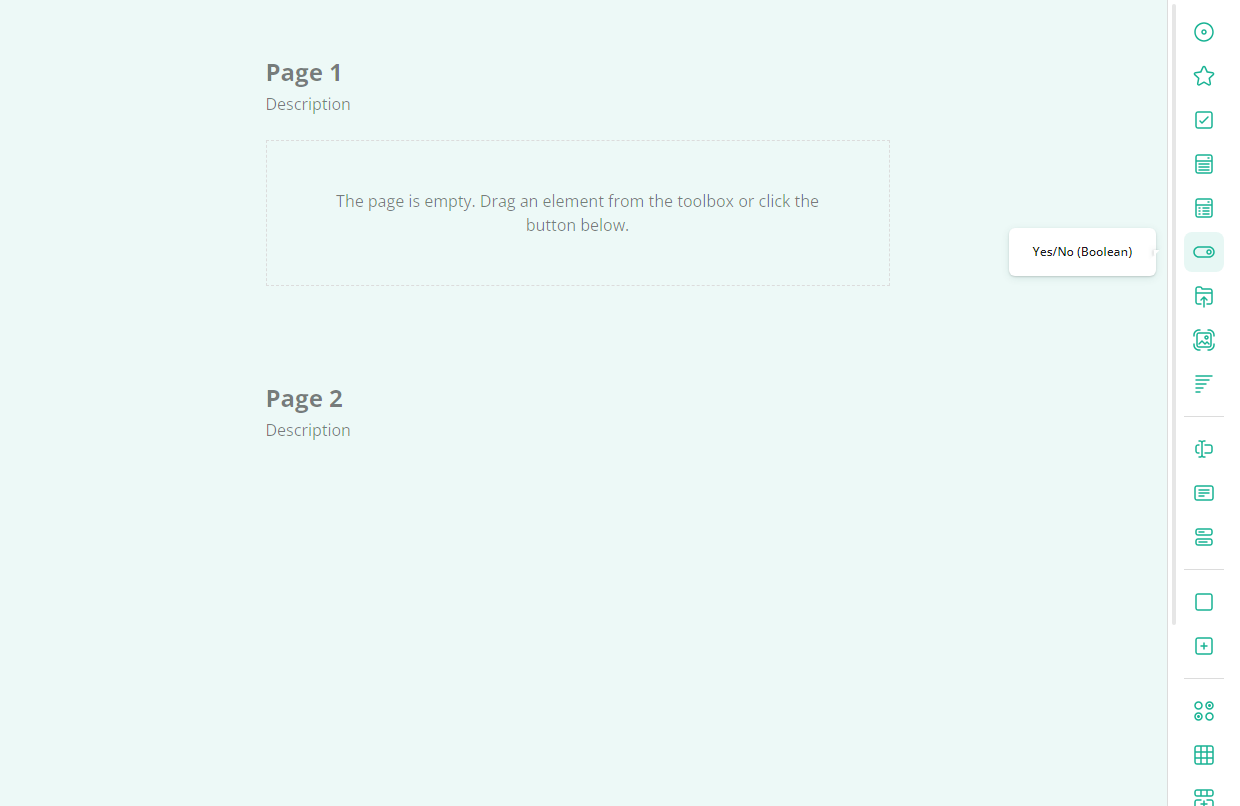 Page 1
Description
The page is empty. Drag an element from the toolbox or click the
button below.
Yes/No (Boolean)
Page 2
Description